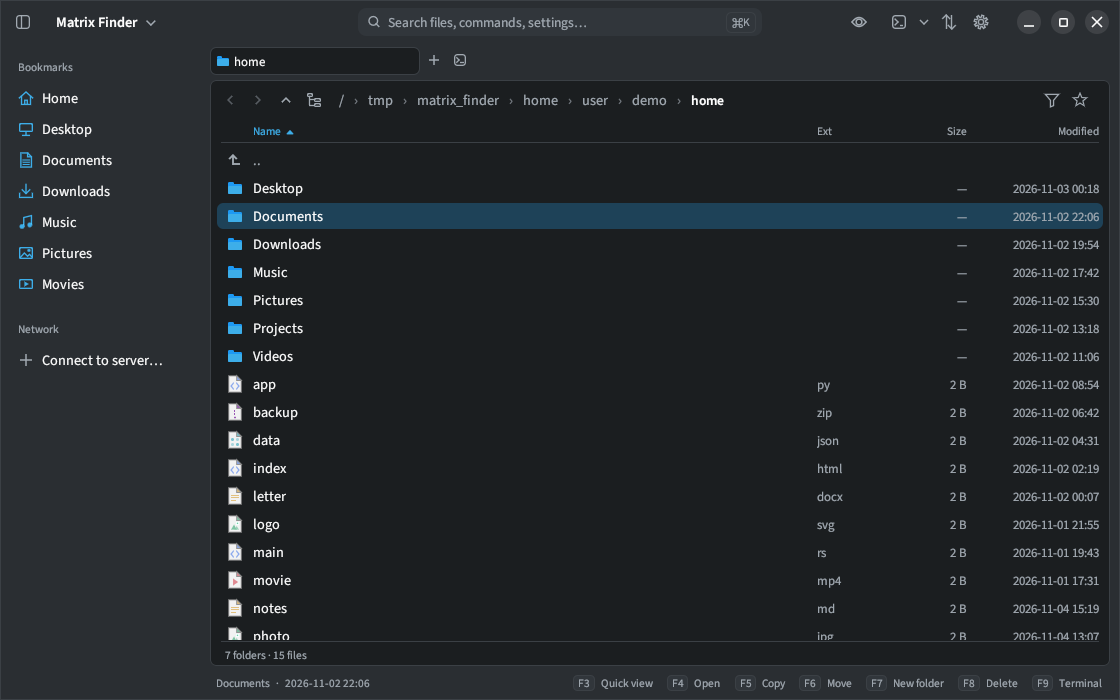 Matrix Finder
Search files, commands, settings… ⌘K
Bookmarks
Home
Desktop
Documents
Downloads
Music
Pictures
Movies
Network
Connect to server…
home
/ › tmp › matrix_finder › home › user › demo › home
Name Ext Size Modified
..
Desktop — 2026-11-03 00:18
Documents — 2026-11-02 22:06
Downloads — 2026-11-02 19:54
Music — 2026-11-02 17:42
Pictures — 2026-11-02 15:30
Projects — 2026-11-02 13:18
Videos — 2026-11-02 11:06
app py 2 B 2026-11-02 08:54
backup zip 2 B 2026-11-02 06:42
data json 2 B 2026-11-02 04:31
index html 2 B 2026-11-02 02:19
letter docx 2 B 2026-11-02 00:07
logo svg 2 B 2026-11-01 21:55
main rs 2 B 2026-11-01 19:43
movie mp4 2 B 2026-11-01 17:31
notes md 2 B 2026-11-04 15:19
photo jpg 2 B 2026-11-04 13:07
7 folders · 15 files
Documents · 2026-11-02 22:06
F3 Quick view F4 Open F5 Copy F6 Move F7 New folder F8 Delete F9 Terminal